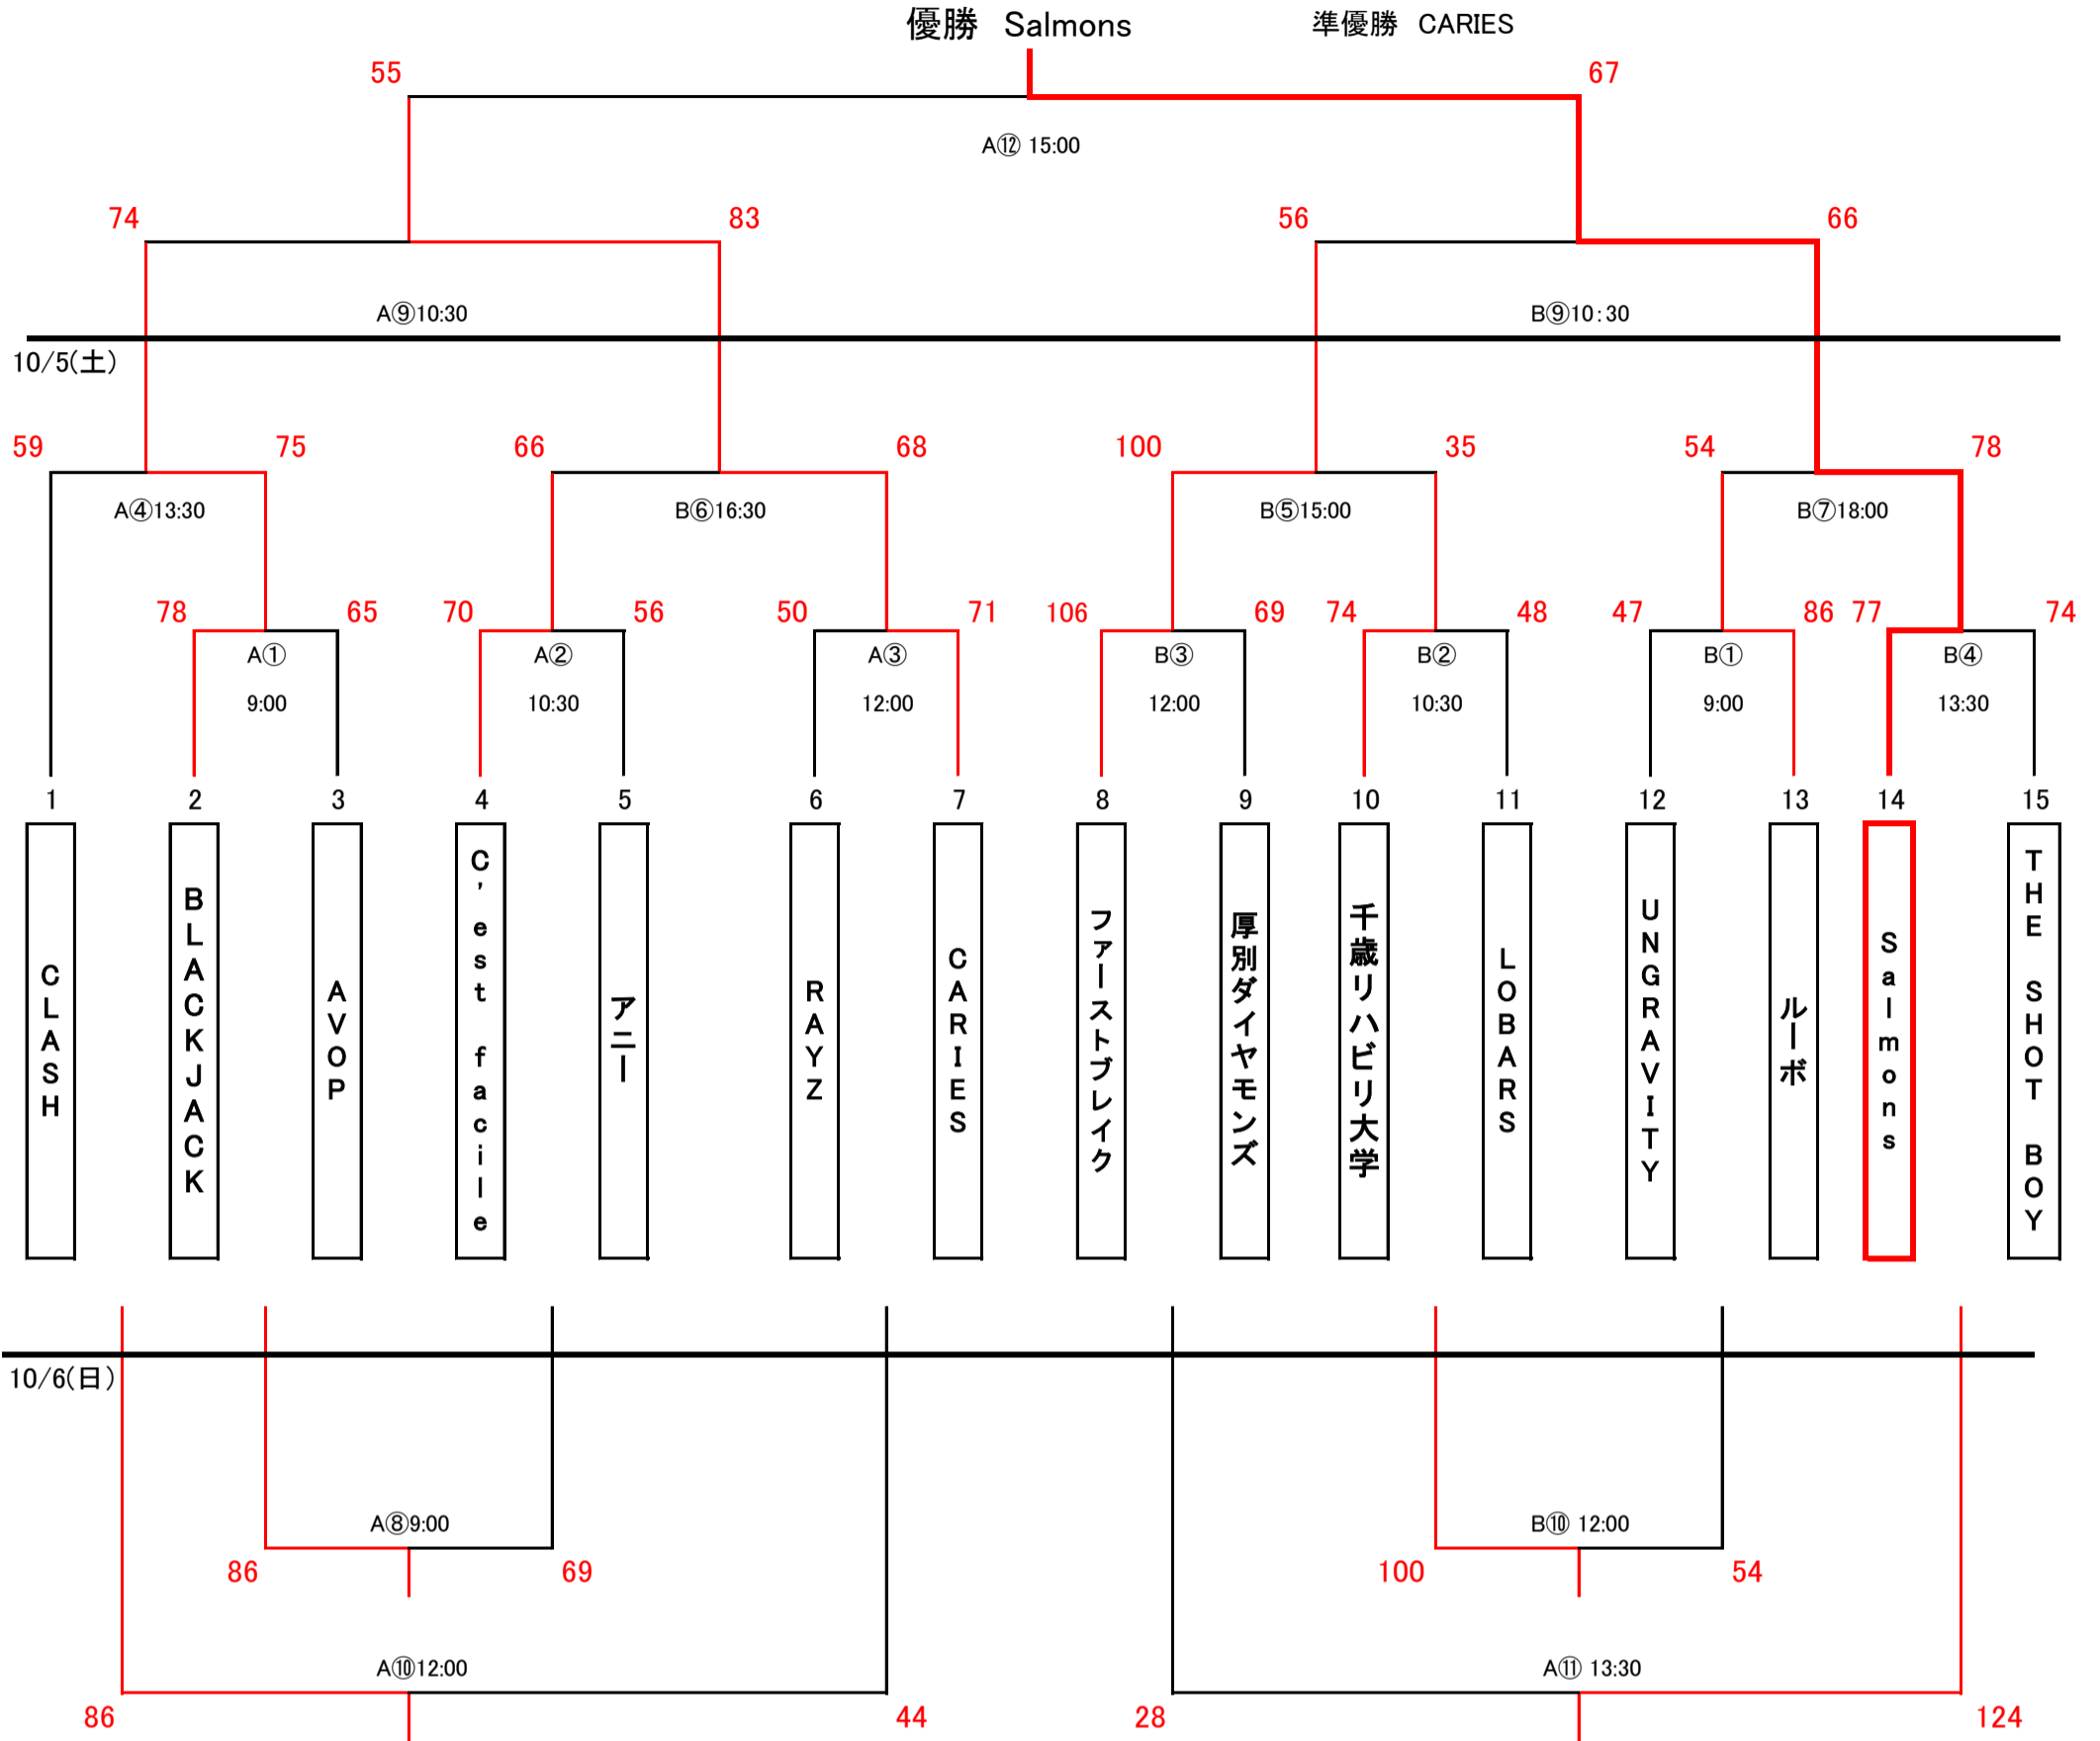 優勝 Salmons 準優勝 CARIES
55 67
A⑫ 15:00
74 83 56 66
A⑨10:30 B⑨10:30
10/5(土)
59 75 66 68 100 35 54 78
A④13:30 B⑥16:30 B⑤15:00 B⑦18:00
78 65 70 56 50 71 106 69 74 48 47 86 77 74
A① A② A③ B③ B② B① B④
9:00 10:30 12:00 12:00 10:30 9:00 13:30
1 2 3 4 5 6 7 8 9 10 11 12 13 14 15
CLASH
BLACKJACK
AVOP
C'est facile
アニー
RAYZ
CARIES
ファーストブレイク
厚別ダイヤモンズ
千歳リハビリ大学
LOBARS
UNGRAVITY
ルーボ
Salmons
THE SHOT BOY
10/6(日)
A⑧9:00 B⑩ 12:00
86 69 100 54
A⑩12:00 A⑪ 13:30
86 44 28 124